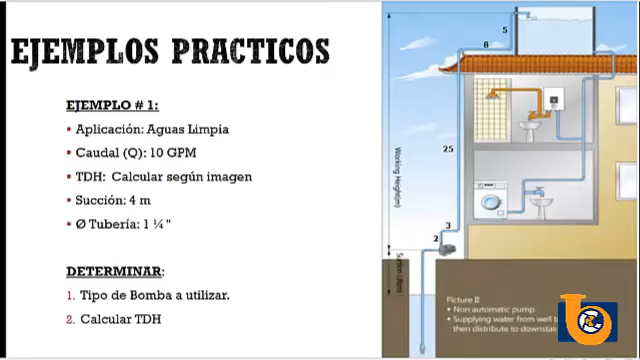 EJEMPLOS PRACTICOS
EJEMPLO # 1:
▪ Aplicación: Aguas Limpia
▪ Caudal (Q): 10 GPM
▪ TDH: Calcular según imagen
▪ Succión: 4 m
▪ Ø Tubería: 1 ¼ "
DETERMINAR:
1. Tipo de Bomba a utilizar.
2. Calcular TDH
5
8
25
3
2
Working Height(m)
Suction Lift(m)
Picture II
• Non automatic pump
• Supplying water from well t
then distribute to downstai